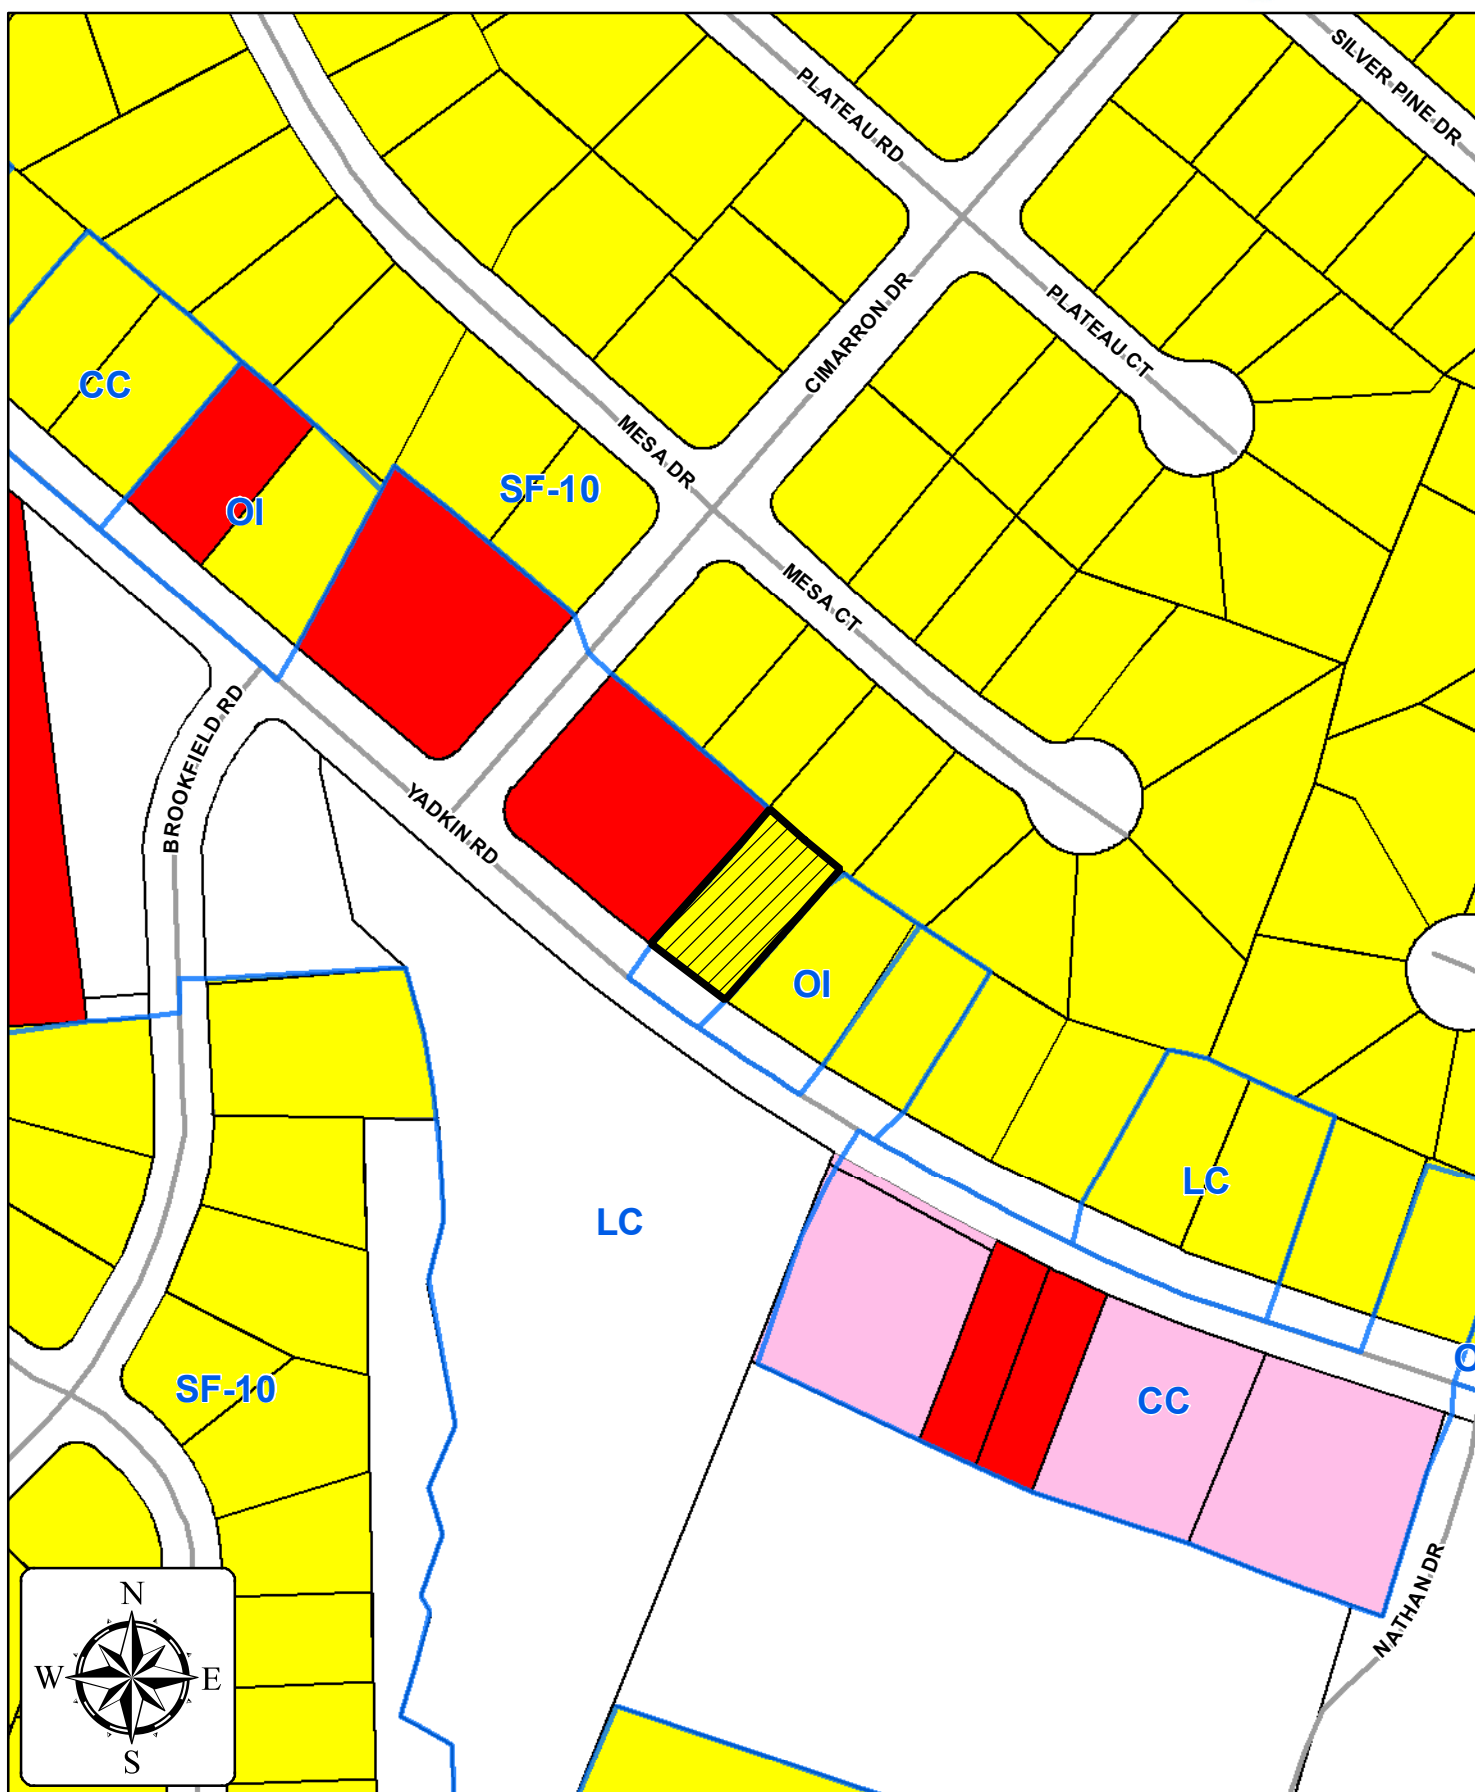 SILVER PINE DR
PLATEAU RD
CIMARRON DR
PLATEAU CT
CC
MESA DR
SF-10
OI
MESA CT
BROOKFIELD RD
YADKIN RD
OI
LC
LC
SF-10
CC
NATHAN DR
N
W
E
S